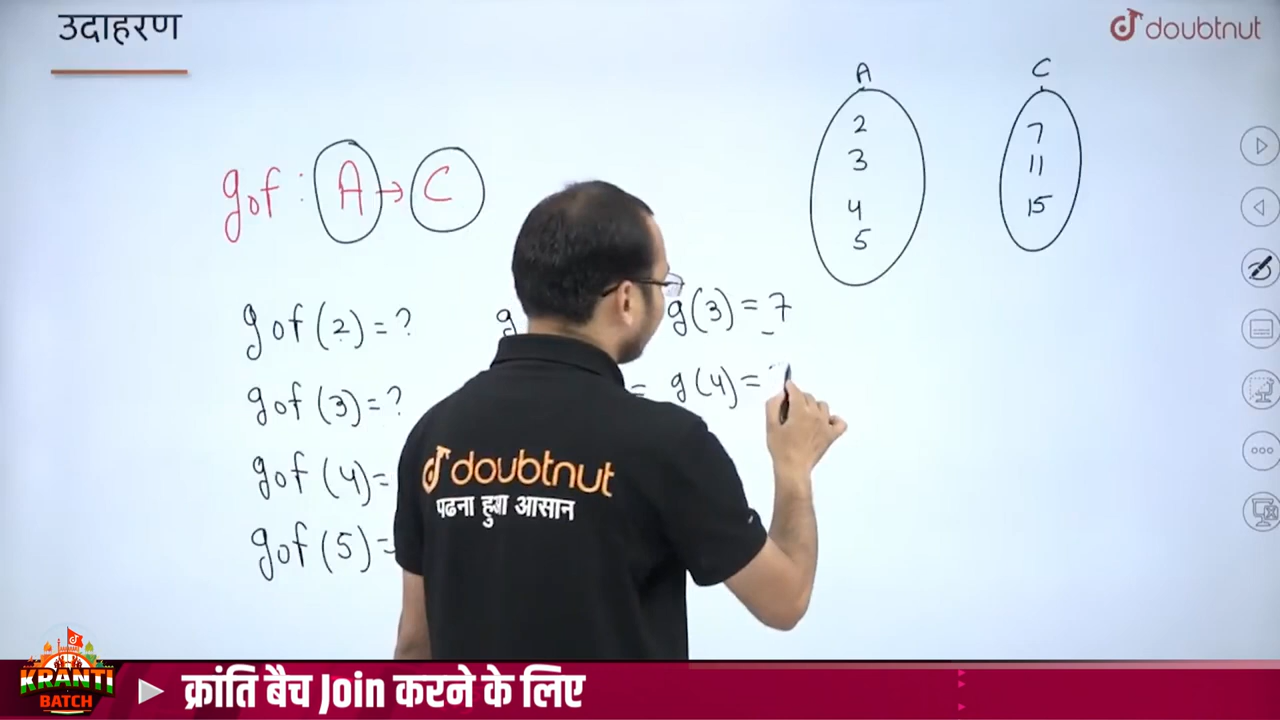 उदाहरण
doubtnut
A C
2 7
3 11
4 15
5
gof : A → C
gof (2) = ? g g(3) = 7
gof (3) = ? = g(4) =
gof (4) =
gof (5) =
doubtnut
पढना हुआ आसान
KRANTI
BATCH
क्रांति बैच Join करने के लिए